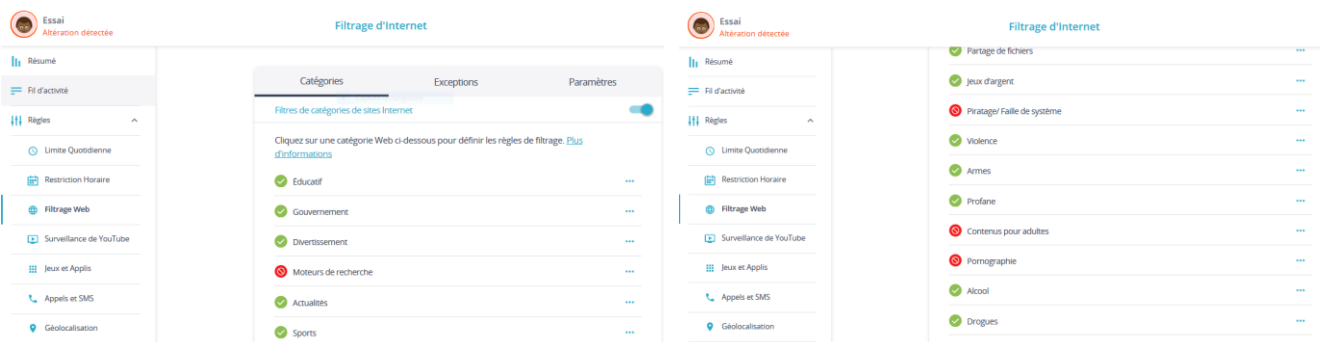 Essai
Altération détectée
Filtrage d'Internet
Résumé
Fil d'activité
Règles
Limite Quotidienne
Restriction Horaire
Filtrage Web
Surveillance de YouTube
Jeux et Applis
Appels et SMS
Géolocalisation
Catégories
Exceptions
Paramètres
Filtres de catégories de sites Internet
Cliquez sur une catégorie Web ci-dessous pour définir les règles de filtrage. Plus
d'informations
Éducatif
Gouvernement
Divertissement
Moteurs de recherche
Actualités
Sports
Essai
Altération détectée
Filtrage d'Internet
Résumé
Fil d'activité
Règles
Limite Quotidienne
Restriction Horaire
Filtrage Web
Surveillance de YouTube
Jeux et Applis
Appels et SMS
Géolocalisation
Partage de fichiers
Jeux d'argent
Piratage/ Faille de système
Violence
Armes
Profane
Contenus pour adultes
Pornographie
Alcool
Drogues